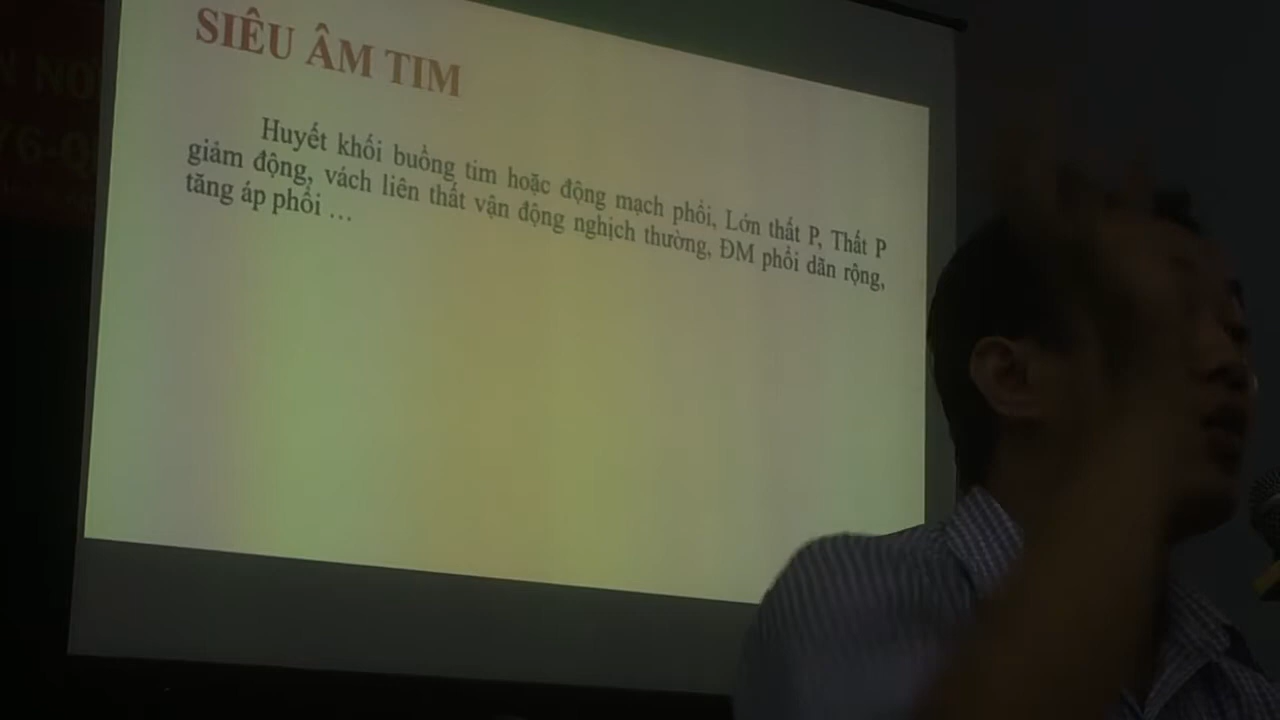 SIÊU ÂM TIM
Huyết khối buồng tim hoặc động mạch phổi, Lớn thất P, Thất P
giảm động, vách liên thất vận động nghịch thường, ĐM phổi dãn rộng,
tăng áp phổi ...